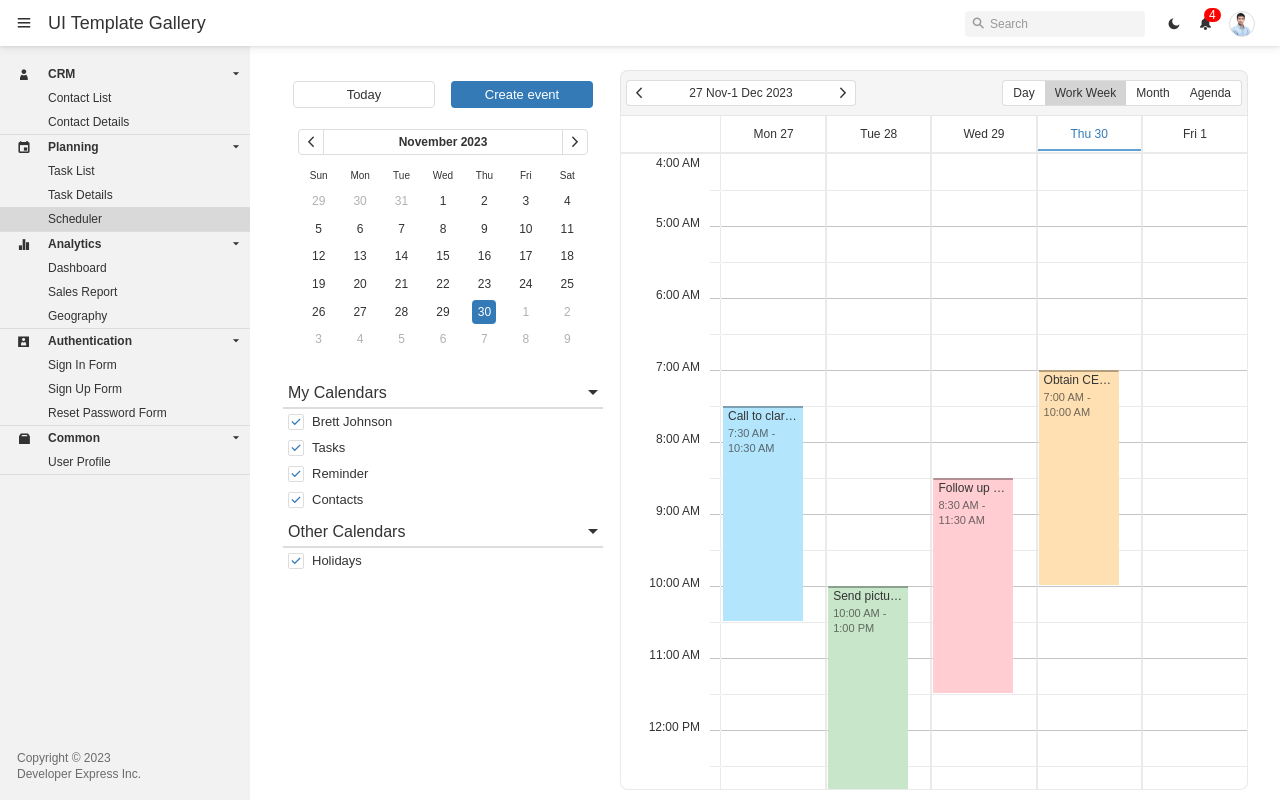 UI Template Gallery
Search
4
CRM
Contact List
Contact Details
Planning
Task List
Task Details
Scheduler
Analytics
Dashboard
Sales Report
Geography
Authentication
Sign In Form
Sign Up Form
Reset Password Form
Common
User Profile
Copyright © 2023
Developer Express Inc.
Today
Create event
November 2023
Sun Mon Tue Wed Thu Fri Sat
29 30 31 1 2 3 4
5 6 7 8 9 10 11
12 13 14 15 16 17 18
19 20 21 22 23 24 25
26 27 28 29 30 1 2
3 4 5 6 7 8 9
My Calendars
Brett Johnson
Tasks
Reminder
Contacts
Other Calendars
Holidays
27 Nov-1 Dec 2023
Day Work Week Month Agenda
Mon 27 Tue 28 Wed 29 Thu 30 Fri 1
4:00 AM
5:00 AM
6:00 AM
7:00 AM
8:00 AM
9:00 AM
10:00 AM
11:00 AM
12:00 PM
Call to clar…
7:30 AM -
10:30 AM
Send pictu…
10:00 AM -
1:00 PM
Follow up …
8:30 AM -
11:30 AM
Obtain CE…
7:00 AM -
10:00 AM